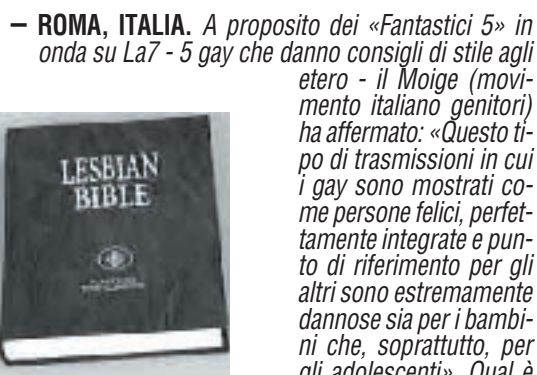 – ROMA, ITALIA. A proposito dei «Fantastici 5» in
onda su La7 - 5 gay che danno consigli di stile agli
etero - il Moige (movi-
mento italiano genitori)
ha affermato: «Questo ti-
po di trasmissioni in cui
i gay sono mostrati co-
me persone felici, perfet-
tamente integrate e pun-
to di riferimento per gli
altri sono estremamente
dannose sia per i bambi-
ni che, soprattutto, per
gli adolescenti». Qual è
LESBIAN
BIBLE